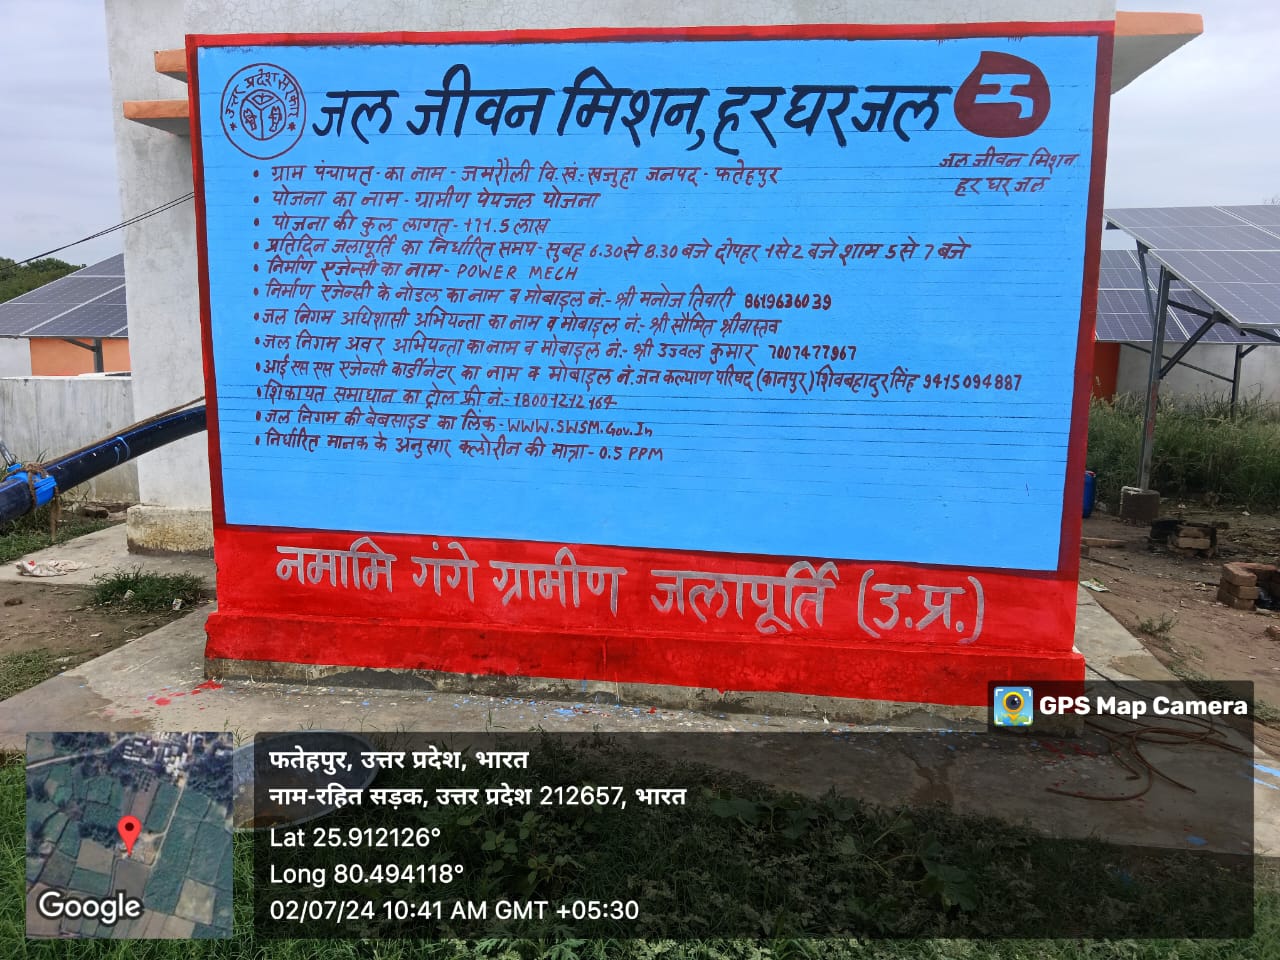 उत्तर प्रदेश सरकार
जल जीवन मिशन, हर घर जल
जल जीवन मिशन
हर घर जल
• ग्राम पंचायत - का नाम - जमरौली वि.खं.- खजुहा जनपद - फतेहपुर
• योजना का नाम - ग्रामीण पेयजल योजना
• योजना की कुल लागत - 171.5 लाख
• प्रतिदिन जलापूर्ति का निर्धारित समय - सुबह 6.30 से 8.30 बजे दोपहर 1 से 2 बजे शाम 5 से 7 बजे
• निर्माण एजेन्सी का नाम - POWER MECH
• निर्माण एजेन्सी के नोडल का नाम व मोबाइल नं.- श्री मनोज तिवारी 8619636039
• जल निगम अधिशासी अभियन्ता का नाम व मोबाइल नं:- श्री सौमित श्रीवास्तव
• जल निगम अवर अभियन्ता का नाम व मोबाइल नं:- श्री उज्वल कुमार 7007477967
• आई एस एस एजेन्सी कार्डीनेटर का नाम व मोबाइल नं. जन कल्याण परिषद् (कानपुर) शिवबहादुर सिंह 9415094887
• शिकायत समाधान का ट्रोल फ्री नं:- 18001212164
• जल निगम की बेबसाइड का लिंक - WWW.SWSM.Gov.In
• निर्धारित मानक के अनुसार क्लोरीन की मात्रा - 0.5 PPM
नमामि गंगे ग्रामीण जलापूर्ति (उ.प्र.)
GPS Map Camera
फतेहपुर, उत्तर प्रदेश, भारत
नाम-रहित सड़क, उत्तर प्रदेश 212657, भारत
Lat 25.912126°
Long 80.494118°
02/07/24 10:41 AM GMT +05:30
Google